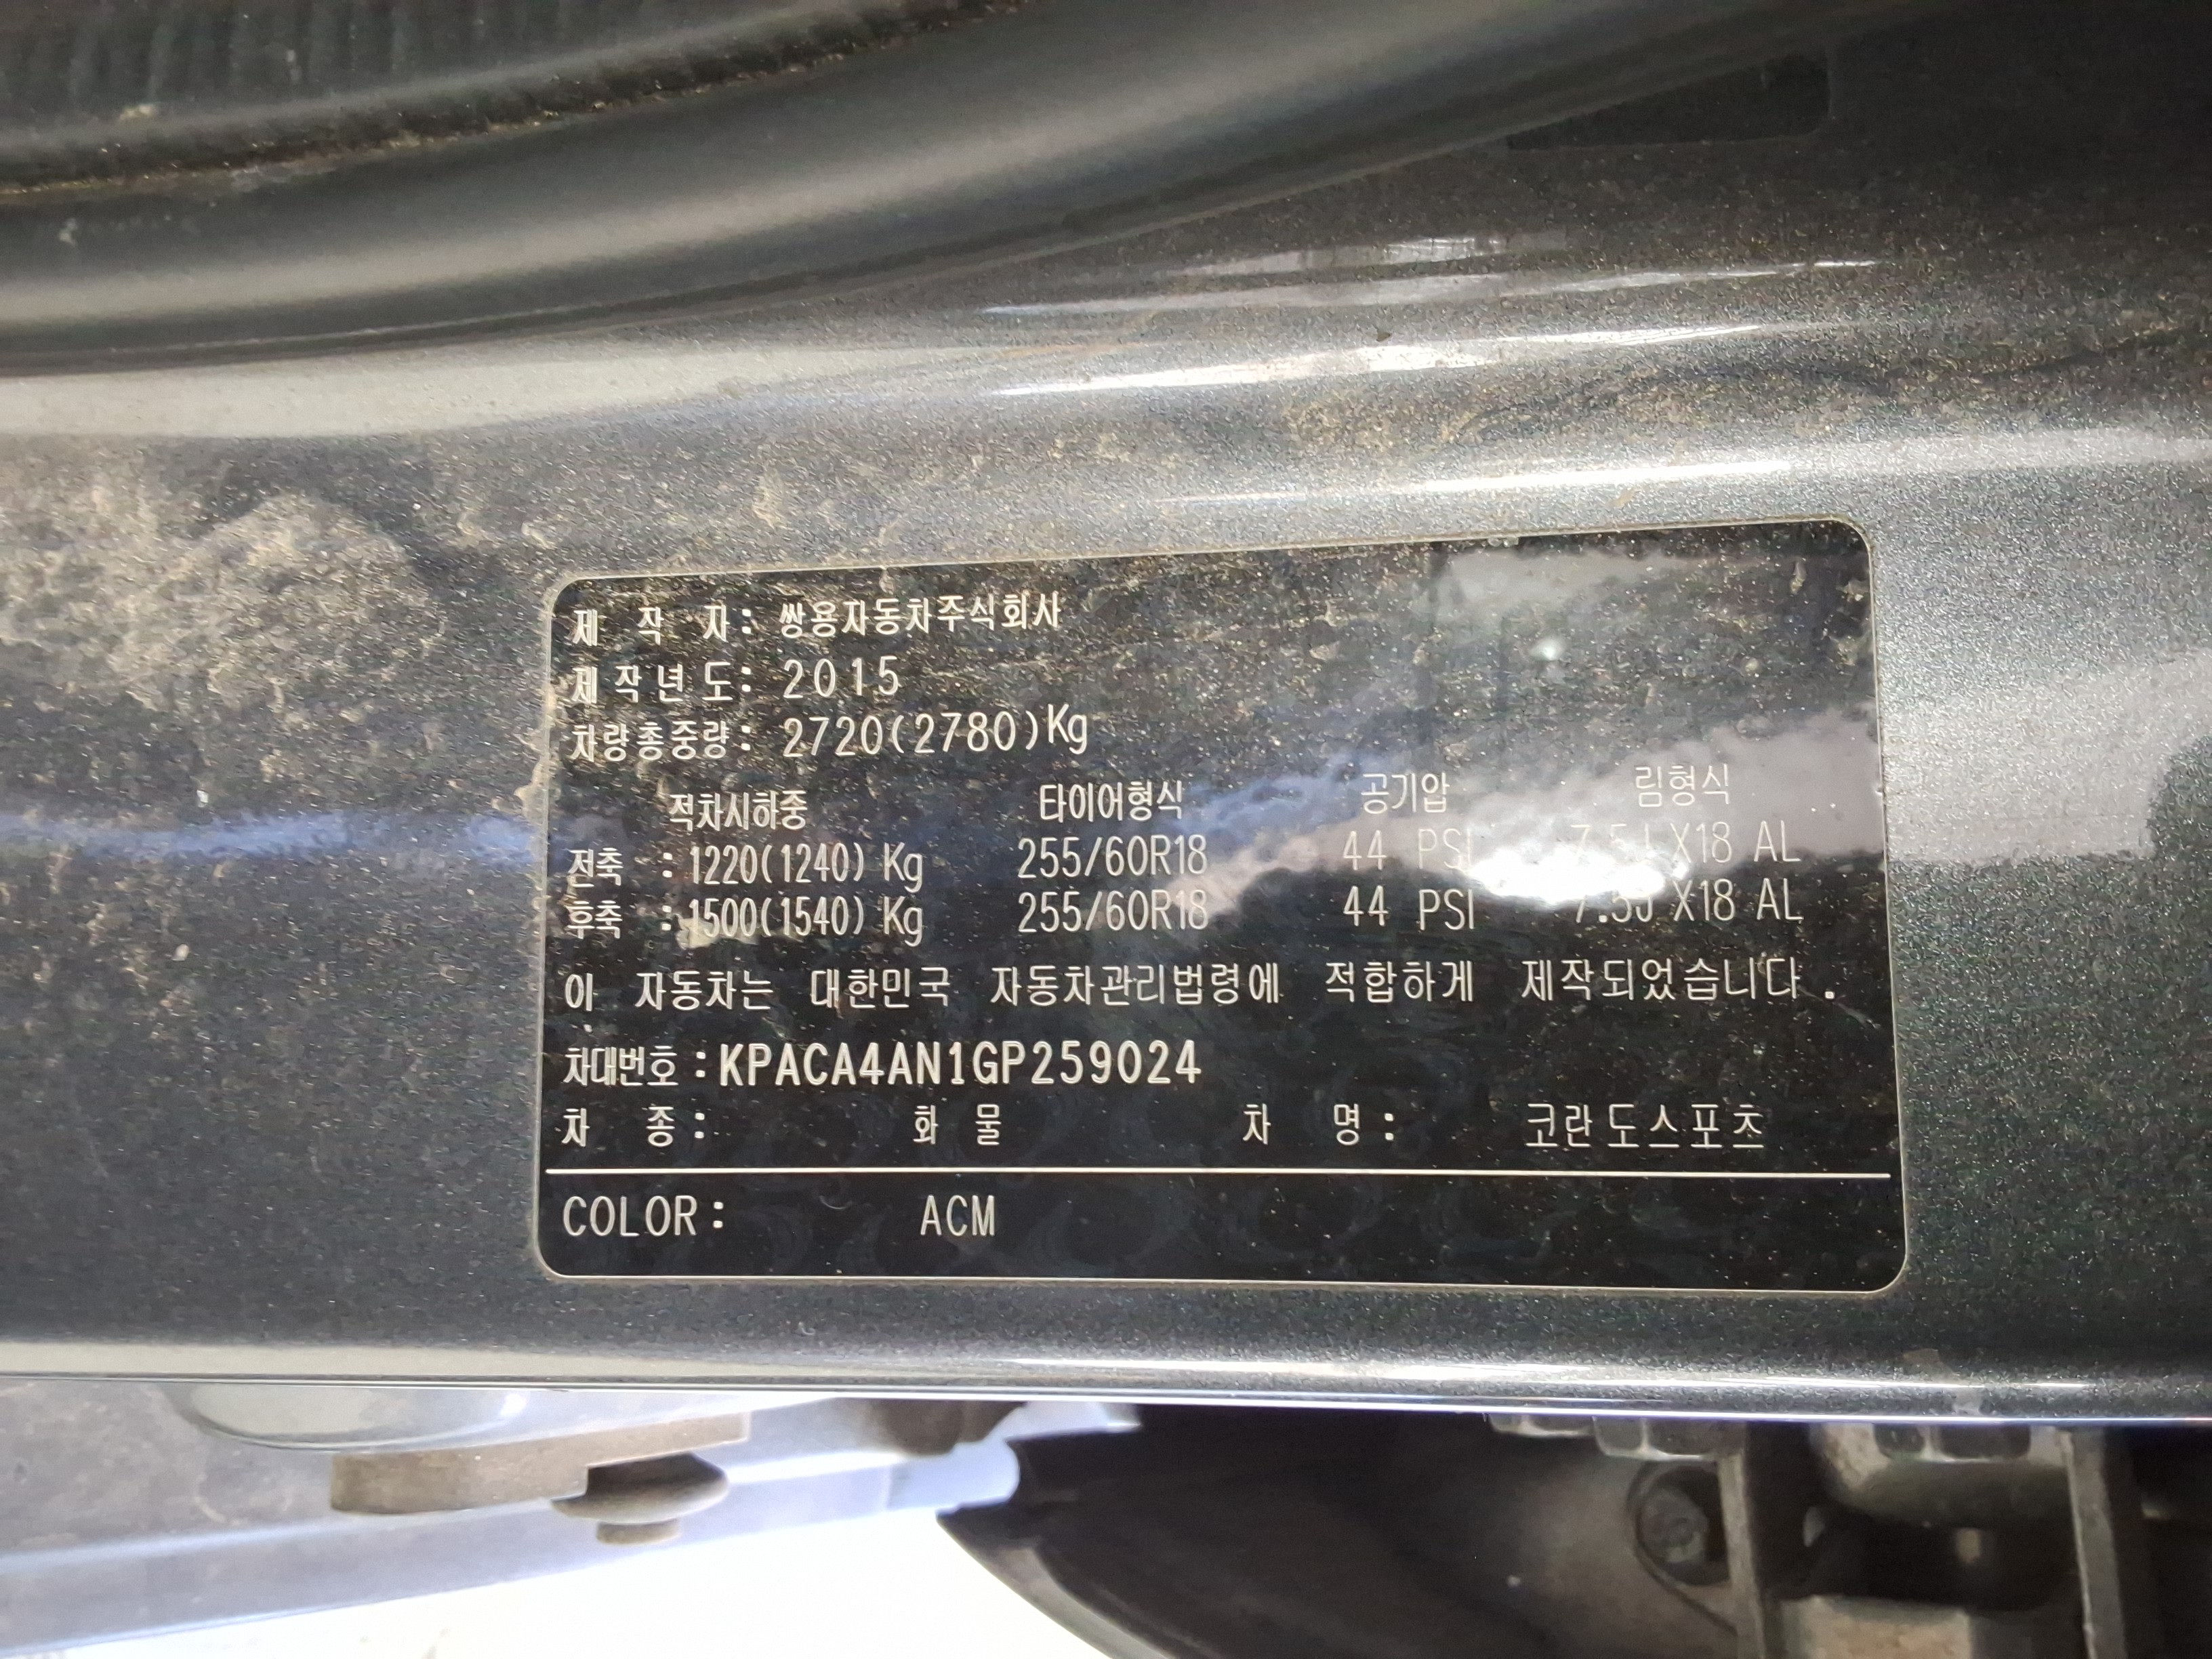 제 작 자: 쌍용자동차주식회사
제작년도: 2015
차량총중량: 2720(2780)Kg
적차시하중 타이어형식 공기압 림형식
전축 : 1220(1240) Kg 255/60R18 44 PSI 7.5J X18 AL
후축 : 1500(1540) Kg 255/60R18 44 PSI 7.5J X18 AL
이 자동차는 대한민국 자동차관리법령에 적합하게 제작되었습니다.
차대번호:KPACA4AN1GP259024
차 종: 화 물 차 명: 코란도스포츠
COLOR: ACM